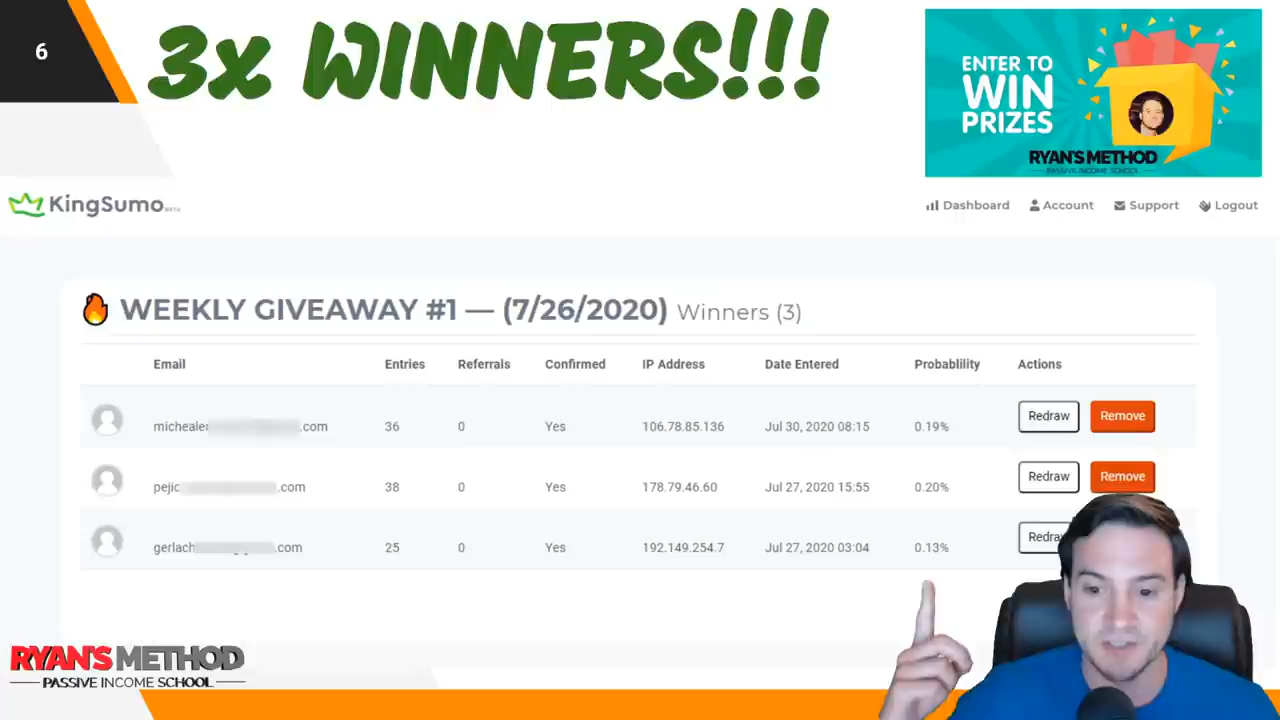 6
3x WINNERS!!!
ENTER TO
WIN
PRIZES
RYAN'S METHOD
PASSIVE INCOME SCHOOL
KingSumo BETA
Dashboard Account Support Logout
WEEKLY GIVEAWAY #1 — (7/26/2020) Winners (3)
Email Entries Referrals Confirmed IP Address Date Entered Probablility Actions
michealer .com 36 0 Yes 106.78.85.136 Jul 30, 2020 08:15 0.19% Redraw Remove
pejic .com 38 0 Yes 178.79.46.60 Jul 27, 2020 15:55 0.20% Redraw Remove
gerlach .com 25 0 Yes 192.149.254.7 Jul 27, 2020 03:04 0.13%
RYAN'S METHOD
PASSIVE INCOME SCHOOL